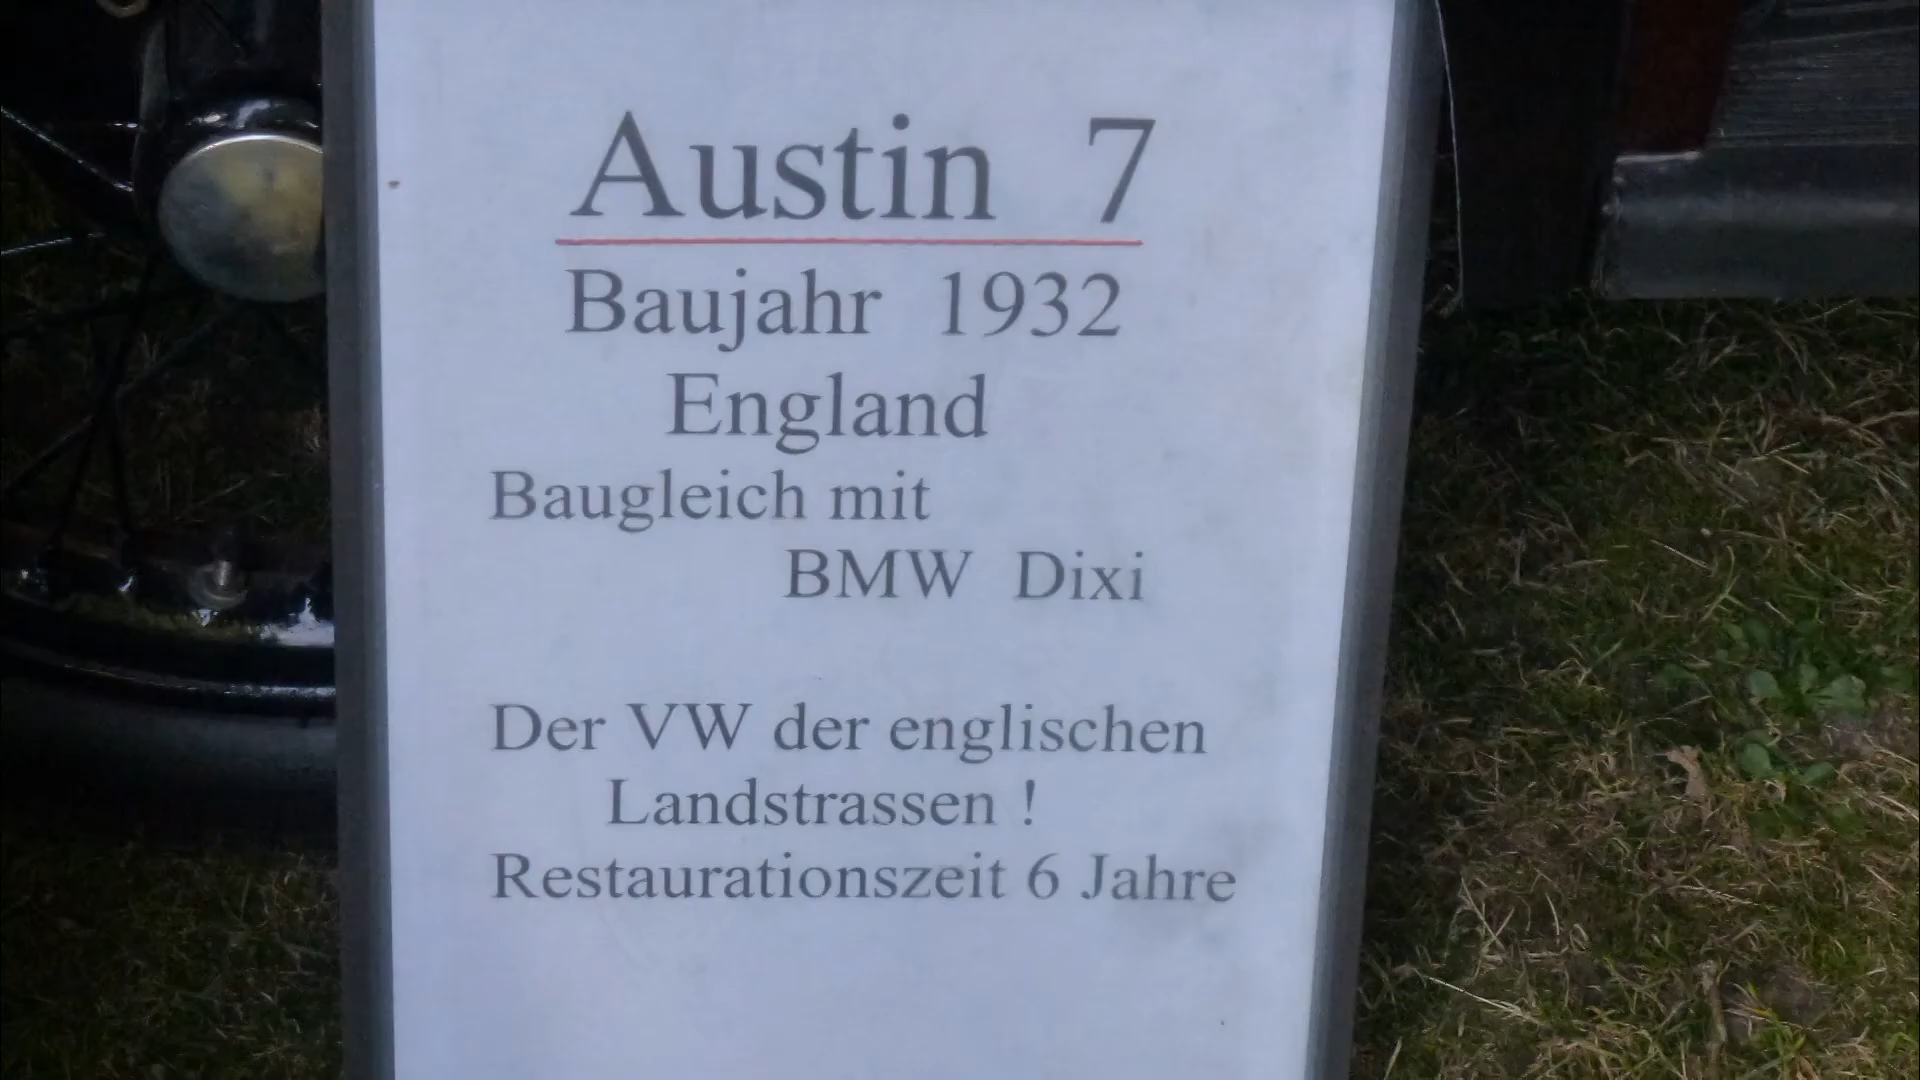 Austin 7
Baujahr 1932
England
Baugleich mit
BMW Dixi
Der VW der englischen
Landstrassen !
Restaurationszeit 6 Jahre